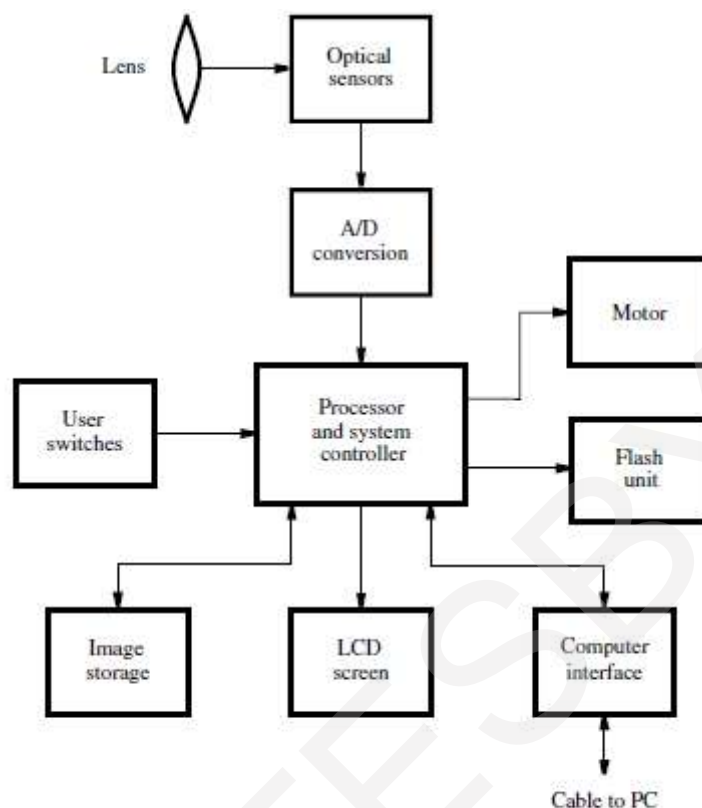 Lens
Optical
sensors
A/D
conversion
Motor
User
switches
Processor
and system
controller
Flash
unit
Image
storage
LCD
screen
Computer
interface
Cable to PC